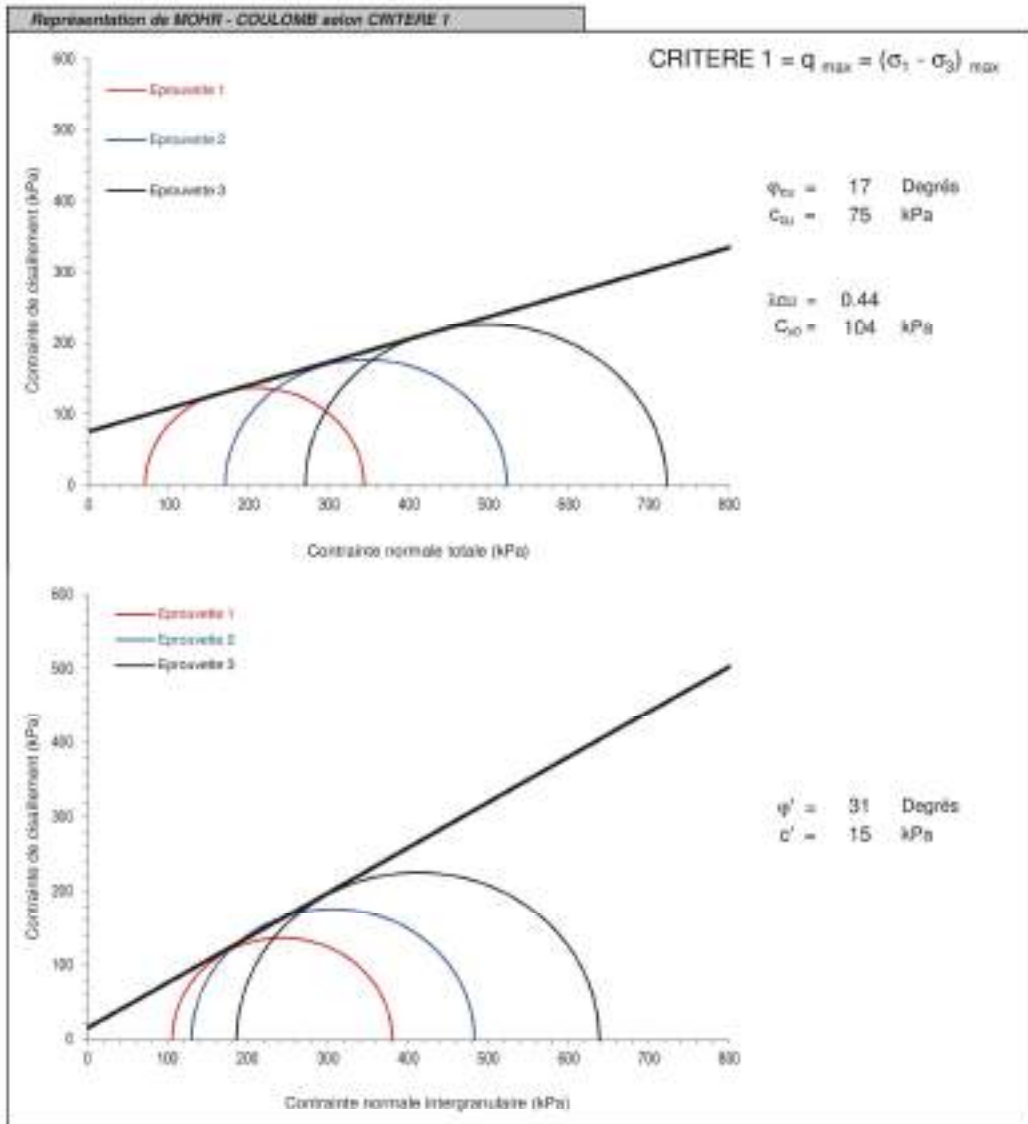 Représentation de MOHR - COULOMB selon CRITERE 1
CRITERE 1 = q max = (σ1 - σ3) max
600
500
400
300
200
100
0
Contrainte de cisaillement (kPa)
Eprouvette 1
Eprouvette 2
Eprouvette 3
φcu = 17 Degrés
Ccu = 75 kPa
λcu = 0.44
Cu0 = 104 kPa
0 100 200 300 400 500 600 700 800
Contrainte normale totale (kPa)
600
500
400
300
200
100
0
Contrainte de cisaillement (kPa)
Eprouvette 1
Eprouvette 2
Eprouvette 3
φ' = 31 Degrés
c' = 15 kPa
0 100 200 300 400 500 600 700 800
Contrainte normale intergranulaire (kPa)